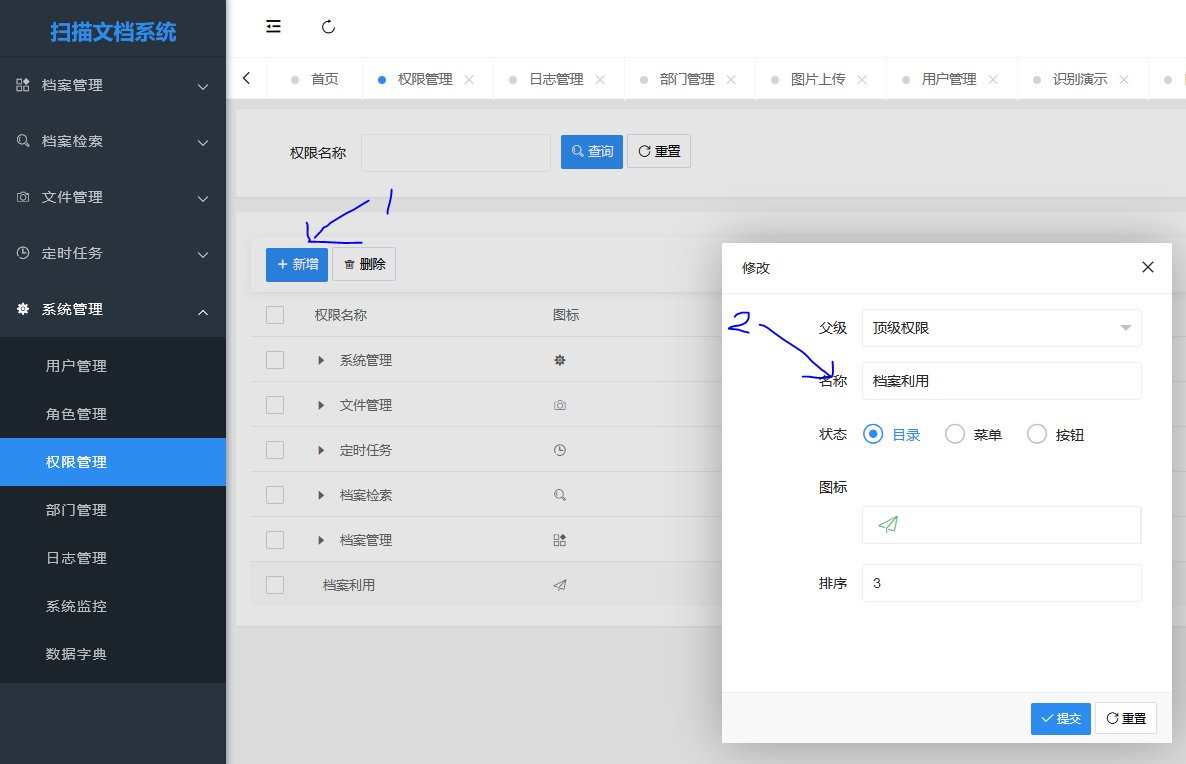 扫描文档系统
档案管理
档案检索
文件管理
定时任务
系统管理
用户管理
角色管理
权限管理
部门管理
日志管理
系统监控
数据字典
首页 权限管理 日志管理 部门管理 图片上传 用户管理 识别演示
权限名称 查询 重置
1
新增 删除
权限名称 图标
系统管理
文件管理
定时任务
档案检索
档案管理
档案利用
修改
2
父级 顶级权限
名称 档案利用
状态 目录 菜单 按钮
图标
排序 3
提交 重置